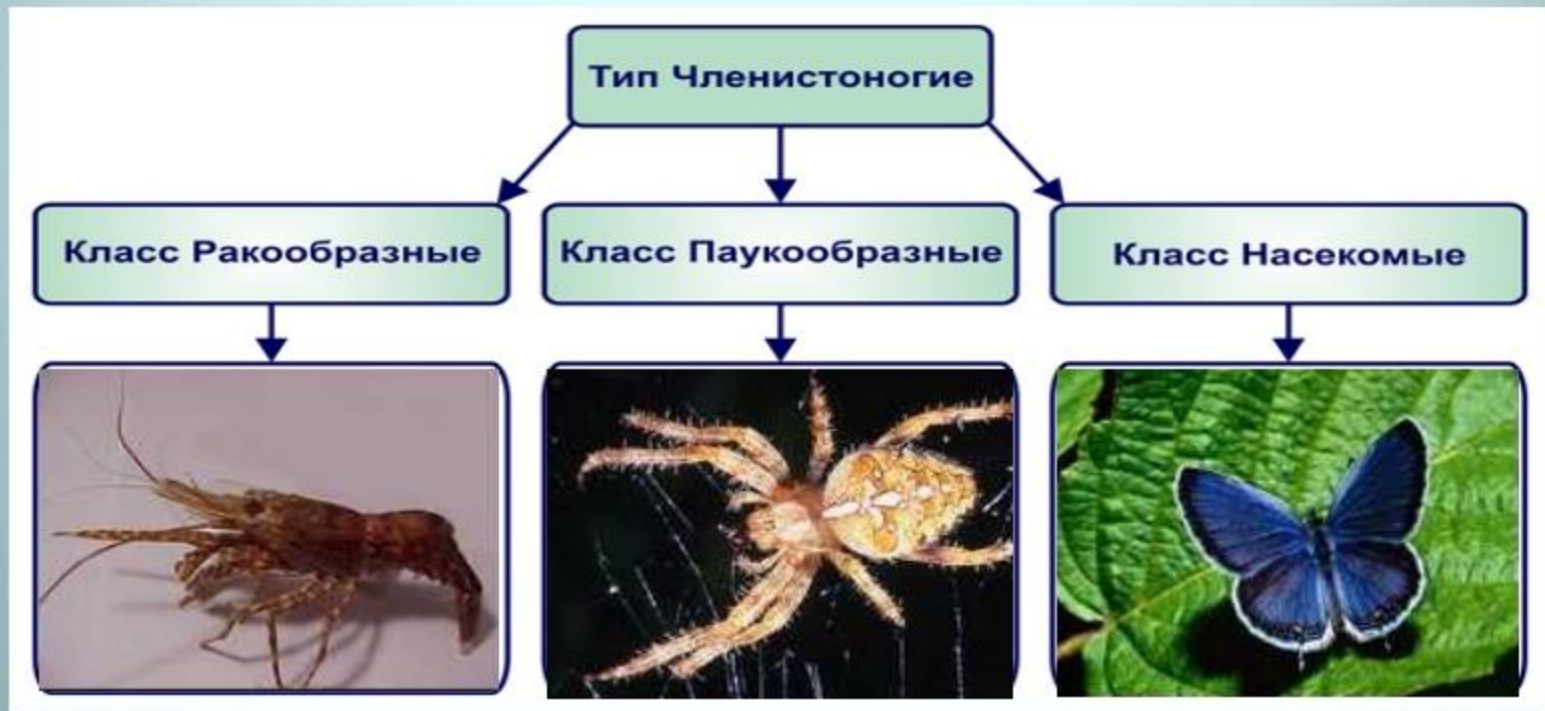 Тип Членистоногие
Класс Ракообразные
Класс Паукообразные
Класс Насекомые